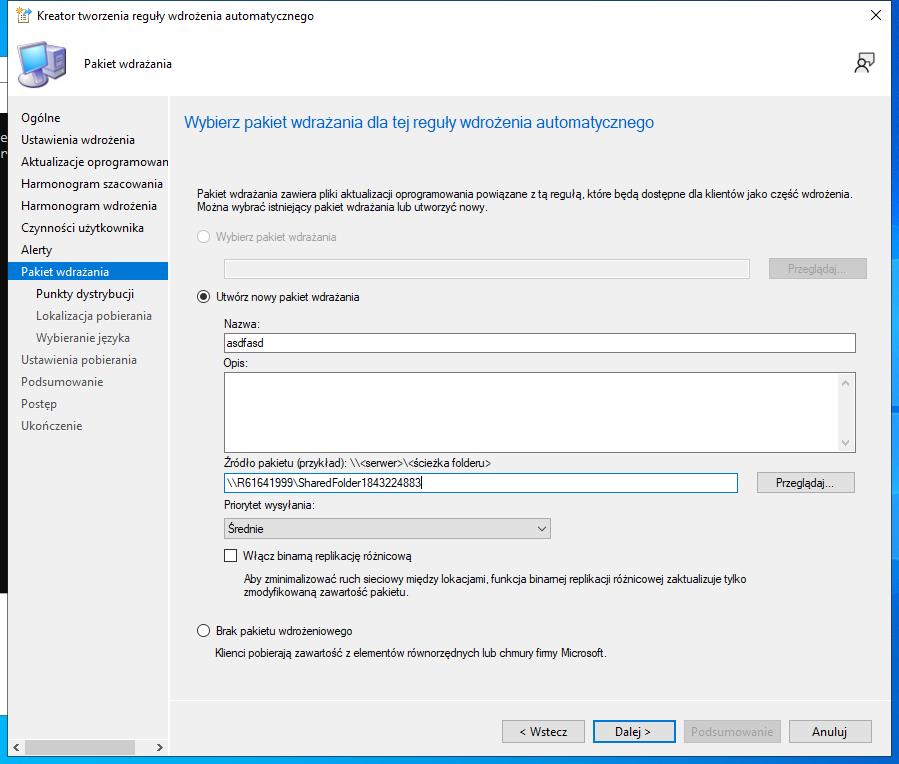 Kreator tworzenia reguły wdrożenia automatycznego
Pakiet wdrażania
Ogólne
Ustawienia wdrożenia
Aktualizacje oprogramowan
Harmonogram szacowania
Harmonogram wdrożenia
Czynności użytkownika
Alerty
Pakiet wdrażania
Punkty dystrybucji
Lokalizacja pobierania
Wybieranie języka
Ustawienia pobierania
Podsumowanie
Postęp
Ukończenie
Wybierz pakiet wdrażania dla tej reguły wdrożenia automatycznego
Pakiet wdrażania zawiera pliki aktualizacji oprogramowania powiązane z tą regułą, które będą dostępne dla klientów jako część wdrożenia.
Można wybrać istniejący pakiet wdrażania lub utworzyć nowy.
Wybierz pakiet wdrażania
Przeglądaj...
Utwórz nowy pakiet wdrażania
Nazwa:
asdfasd
Opis:
Źródło pakietu (przykład): \\<serwer>\<ścieżka folderu>
\\R61641999\SharedFolder1843224883
Przeglądaj...
Priorytet wysyłania:
Średnie
Włącz binarną replikację różnicową
Aby zminimalizować ruch sieciowy między lokacjami, funkcja binarnej replikacji różnicowej zaktualizuje tylko
zmodyfikowaną zawartość pakietu.
Brak pakietu wdrożeniowego
Klienci pobierają zawartość z elementów równorzędnych lub chmury firmy Microsoft.
< Wstecz
Dalej >
Podsumowanie
Anuluj